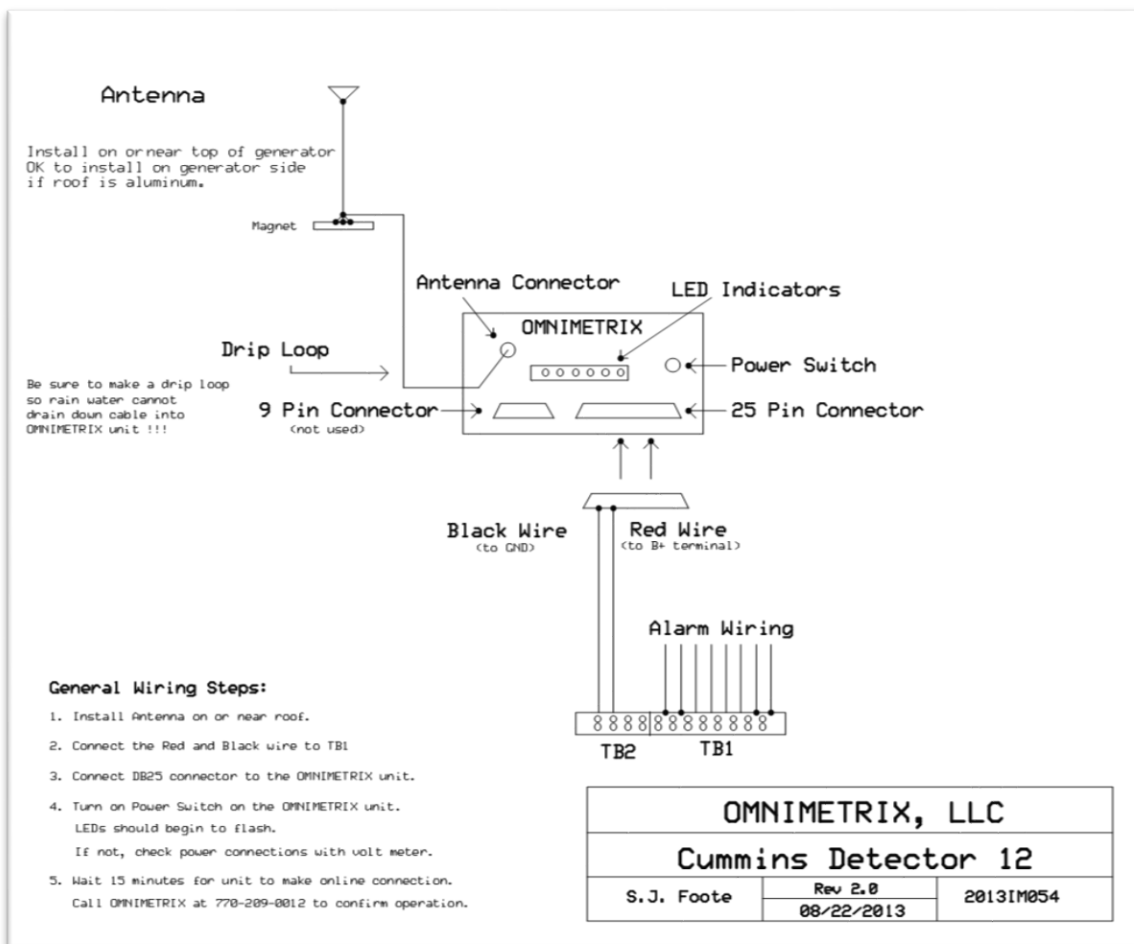 Antenna
Install on or near top of generator
OK to install on generator side
if roof is aluminum.
Magnet
Antenna Connector
LED Indicators
OMNIMETRIX
Drip Loop
Power Switch
Be sure to make a drip loop
so rain water cannot
drain down cable into
OMNIMETRIX unit !!!
9 Pin Connector
(not used)
25 Pin Connector
Black Wire
(to GND)
Red Wire
(to B+ terminal)
Alarm Wiring
TB2
TB1
General Wiring Steps:
1. Install Antenna on or near roof.
2. Connect the Red and Black wire to TB1
3. Connect DB25 connector to the OMNIMETRIX unit.
4. Turn on Power Switch on the OMNIMETRIX unit.
LEDs should begin to flash.
If not, check power connections with volt meter.
5. Wait 15 minutes for unit to make online connection.
Call OMNIMETRIX at 770-209-0012 to confirm operation.
OMNIMETRIX, LLC
Cummins Detector 12
S.J. Foote
Rev 2.0
08/22/2013
2013IM054